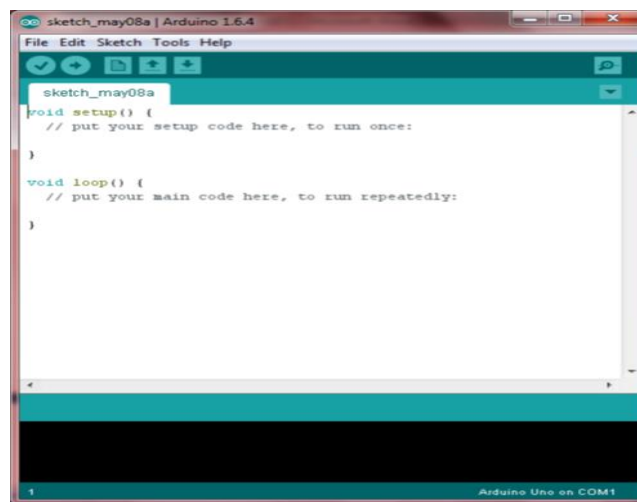 sketch_may08a | Arduino 1.6.4
File Edit Sketch Tools Help
sketch_may08a
void setup() {
  // put your setup code here, to run once:

}

void loop() {
  // put your main code here, to run repeatedly:

}
1
Arduino Uno on COM1